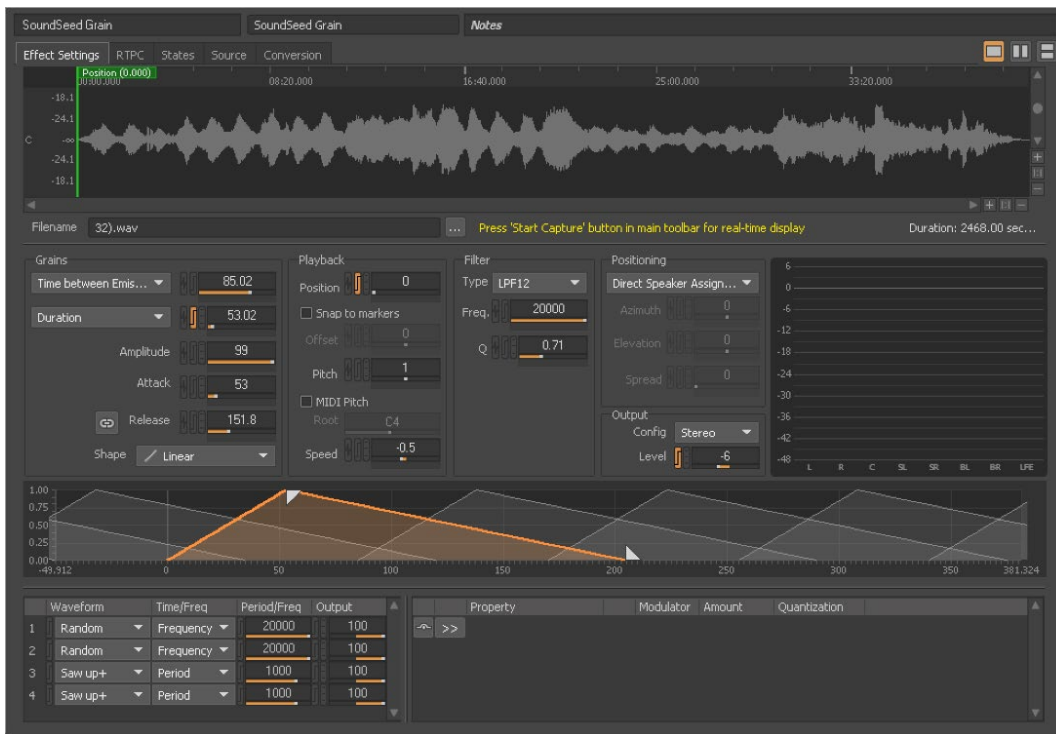 SoundSeed Grain SoundSeed Grain Notes
Effect Settings RTPC States Source Conversion
Position (0.000)
00:00.000 08:20.000 16:40.000 25:00.000 33:20.000
-18.1
-24.1
C -∞
-24.1
-18.1
Filename 32).wav ... Press 'Start Capture' button in main toolbar for real-time display Duration: 2468.00 sec...
Grains Playback Filter Positioning
Time between Emis... 85.02 Position 0 Type LPF12 Direct Speaker Assign...
Duration 53.02 Snap to markers Freq. 20000 Azimuth 0
Offset 0 Elevation 0
Amplitude 99 Q 0.71
Attack 53 Pitch 1 Spread 0
MIDI Pitch
Release 151.8 Root C4 Output
Config Stereo
Shape Linear Speed -0.5 Level -6
6
0
-6
-12
-18
-24
-30
-36
-42
-48
L R C SL SR BL BR LFE
1.00
0.75
0.50
0.25
0.00
-49.912 0 50 100 150 200 250 300 350 381.324
Waveform Time/Freq Period/Freq Output Property Modulator Amount Quantization
1 Random Frequency 20000 100 >>
2 Random Frequency 20000 100
3 Saw up+ Period 1000 100
4 Saw up+ Period 1000 100